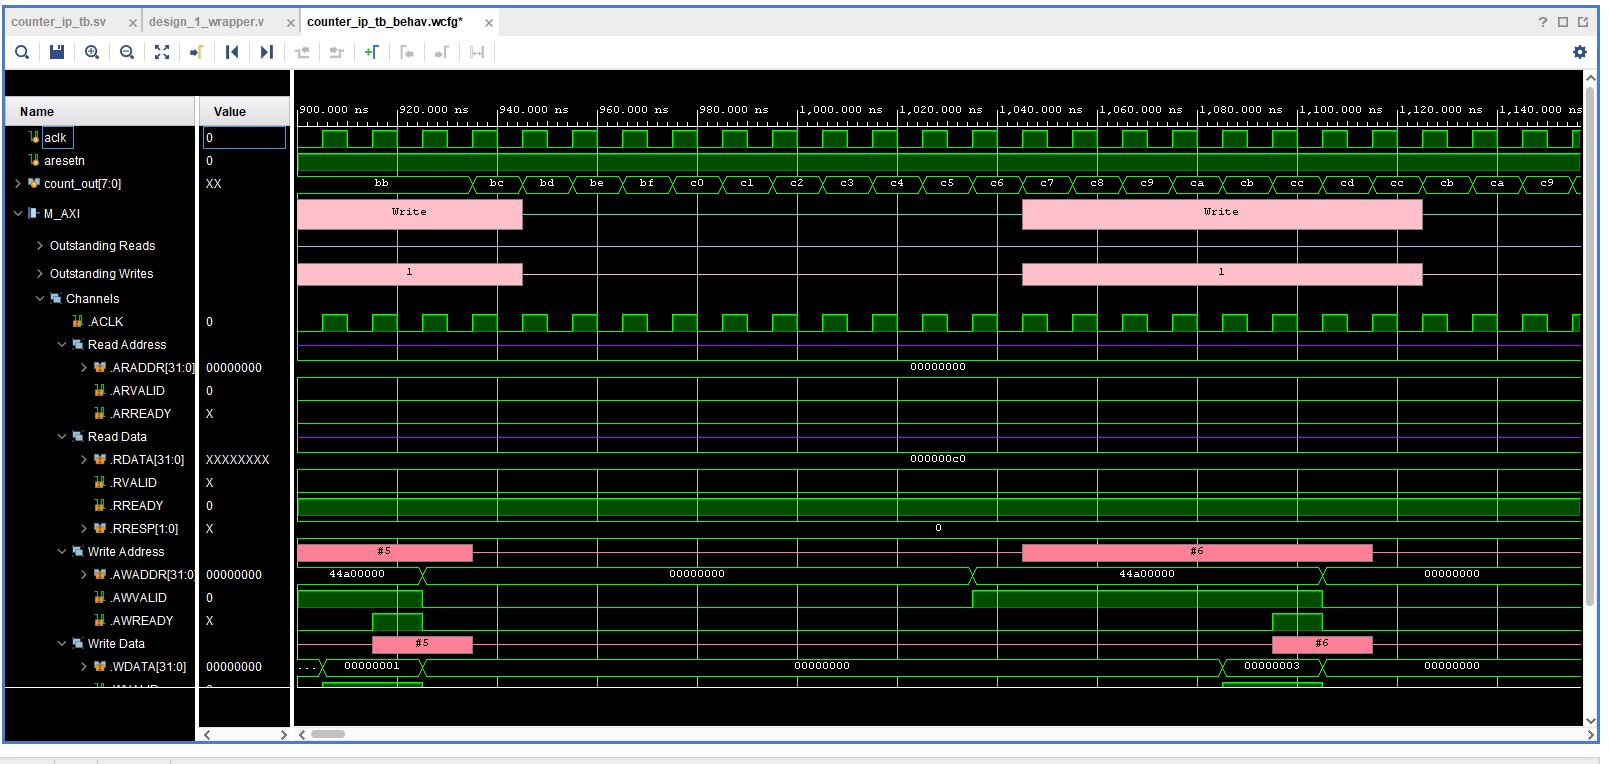 counter_ip_tb.sv × design_1_wrapper.v × counter_ip_tb_behav.wcfg* ×
?
Name Value
900.000 ns 920.000 ns 940.000 ns 960.000 ns 980.000 ns 1,000.000 ns 1,020.000 ns 1,040.000 ns 1,060.000 ns 1,080.000 ns 1,100.000 ns 1,120.000 ns 1,140.000 ns
aclk 0
aresetn 0
count_out[7:0] XX bb bc bd be bf c0 c1 c2 c3 c4 c5 c6 c7 c8 c9 ca cb cc cd cc cb ca c9
M_AXI Write Write
Outstanding Reads
Outstanding Writes 1 1
Channels
.ACLK 0
Read Address
.ARADDR[31:0] 00000000 00000000
.ARVALID 0
.ARREADY X
Read Data
.RDATA[31:0] XXXXXXXX 000000c0
.RVALID X
.RREADY 0
.RRESP[1:0] X 0
Write Address #5 #6
.AWADDR[31:0] 00000000 44a00000 00000000 44a00000 00000000
.AWVALID 0
.AWREADY X
Write Data #5 #6
.WDATA[31:0] 00000000 ... 00000001 00000000 00000003 00000000